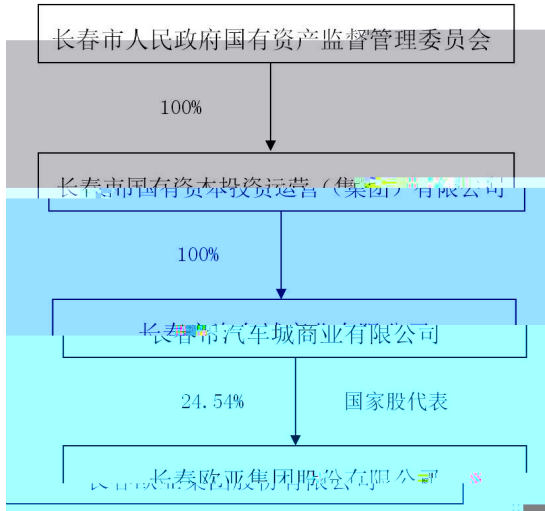 长春市人民政府国有资产监督管理委员会
100%
长春市国有资本投资运营（集团）有限公司
100%
长春市汽车城商业有限公司
24.54% 国家股代表
长春欧亚集团股份有限公司